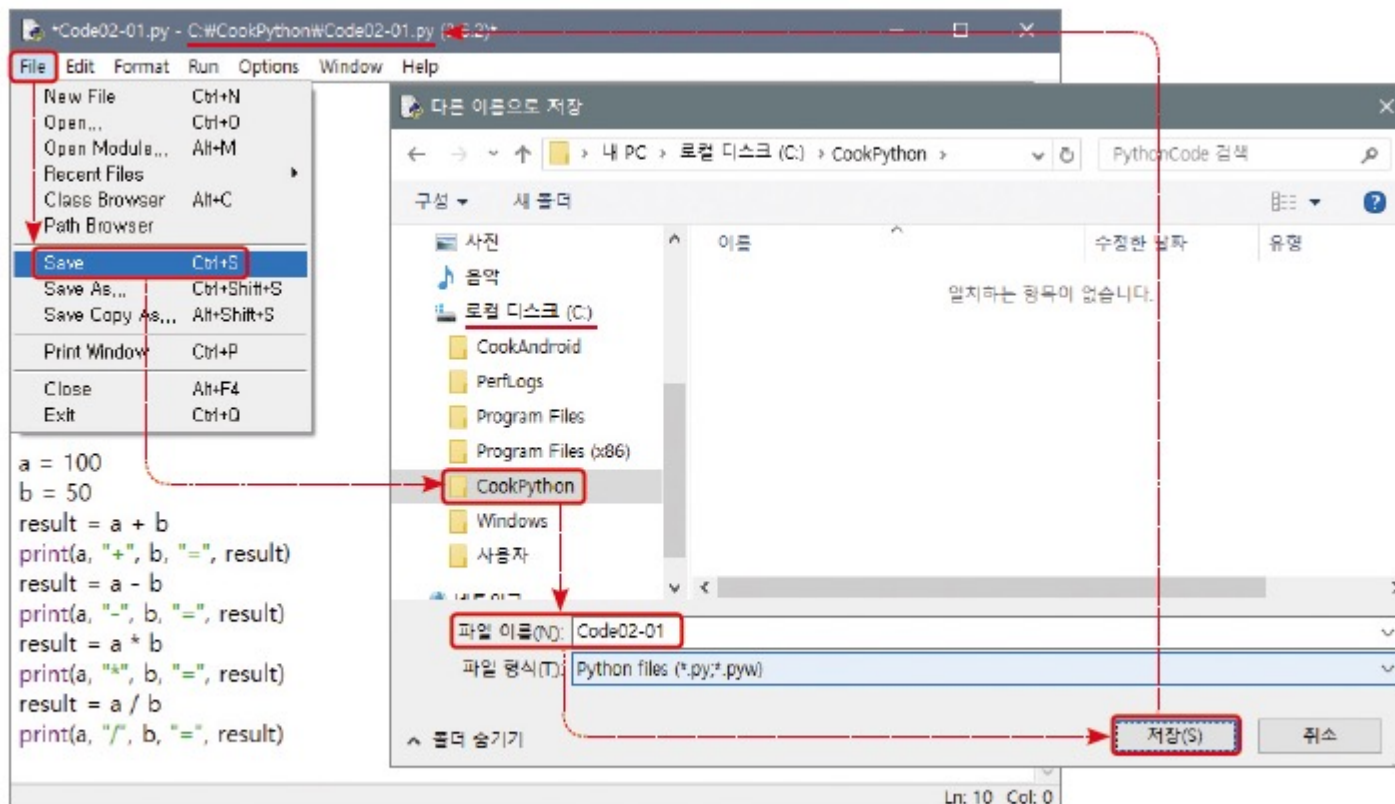 *Code02-01.py - C:₩CookPython₩Code02-01.py
File Edit Format Run Options Window Help
New File Ctrl+N
Open... Ctrl+O
Open Module... Alt+M
Recent Files
Class Browser Alt+C
Path Browser
Save Ctrl+S
Save As... Ctrl+Shift+S
Save Copy As... Alt+Shift+S
Print Window Ctrl+P
Close Alt+F4
Exit Ctrl+Q
a = 100
b = 50
result = a + b
print(a, "+", b, "=", result)
result = a - b
print(a, "-", b, "=", result)
result = a * b
print(a, "*", b, "=", result)
result = a / b
print(a, "/", b, "=", result)
다른 이름으로 저장
내 PC › 로컬 디스크 (C:) › CookPython ›
PythonCode 검색
구성 새 폴더
이름 수정한 날짜 유형
일치하는 항목이 없습니다.
사진
음악
로컬 디스크 (C:)
CookAndroid
PerfLogs
Program Files
Program Files (x86)
CookPython
Windows
사용자
파일 이름(N): Code02-01
파일 형식(T): Python files (*.py;*.pyw)
폴더 숨기기
저장(S) 취소
Ln: 10 Col: 0